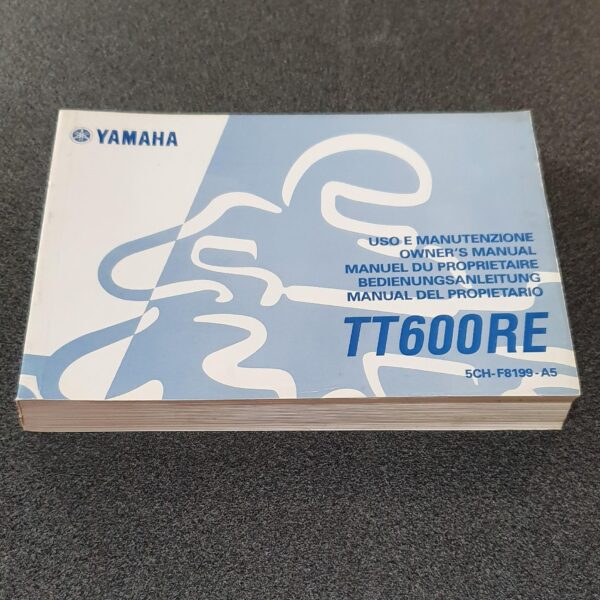 YAMAHA
USO E MANUTENZIONE
OWNER'S MANUAL
MANUEL DU PROPRIETAIRE
BEDIENUNGSANLEITUNG
MANUAL DEL PROPIETARIO
TT600RE
5CH-F8199-A5